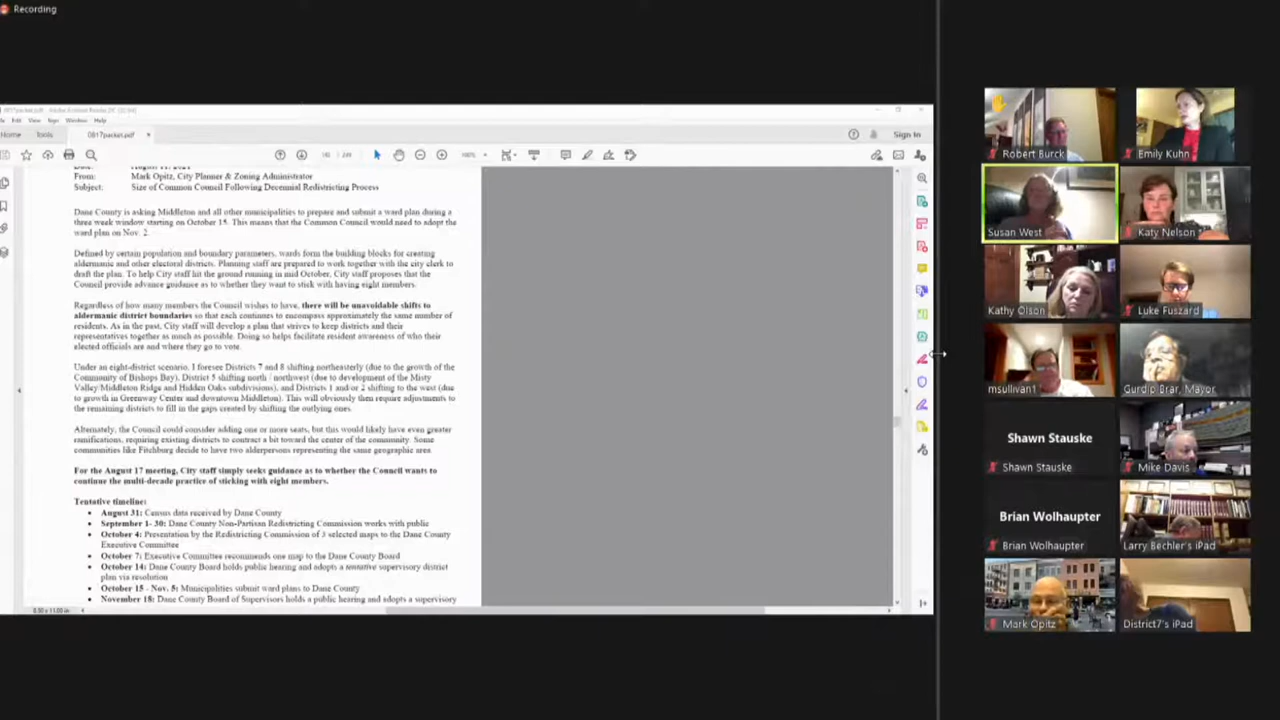 Recording
Edit View Sign Window Help
Home Tools 0817packet.pdf × Sign In
From: Mark Opitz, City Planner & Zoning Administrator
Subject: Size of Common Council Following Decennial Redistricting Process
Dane County is asking Middleton and all other municipalities to prepare and submit a ward plan during a
three week window starting on October 15. This means that the Common Council would need to adopt the
ward plan on Nov. 2.
Defined by certain population and boundary parameters, wards form the building blocks for creating
aldermanic and other electoral districts. Planning staff are prepared to work together with the city clerk to
draft the plan. To help City staff hit the ground running in mid October, City staff proposes that the
Council provide advance guidance as to whether they want to stick with having eight members.
Regardless of how many members the Council wishes to have, there will be unavoidable shifts to
aldermanic district boundaries so that each continues to encompass approximately the same number of
residents. As in the past, City staff will develop a plan that strives to keep districts and their
representatives together as much as possible. Doing so helps facilitate resident awareness of who their
elected officials are and where they go to vote.
Under an eight-district scenario, I foresee Districts 7 and 8 shifting northeasterly (due to the growth of the
Community of Bishops Bay), District 5 shifting north / northwest (due to development of the Misty
Valley/Middleton Ridge and Hidden Oaks subdivisions), and Districts 1 and or 2 shifting to the west (due
to growth in Greenway Center and downtown Middleton). This will obviously then require adjustments to
the remaining districts to fill in the gaps created by shifting the outlying ones.
Alternately, the Council could consider adding one or more seats, but this would likely have even greater
ramifications, requiring existing districts to contract a bit toward the center of the community. Some
communities like Fitchburg decide to have two alderpersons representing the same geographic area.
For the August 17 meeting, City staff simply seeks guidance as to whether the Council wants to
continue the multi-decade practice of sticking with eight members.
Tentative timeline:
• August 31: Census data received by Dane County
• September 1- 30: Dane County Non-Partisan Redistricting Commission works with public
• October 4: Presentation by the Redistricting Commission of 3 selected maps to the Dane County
Executive Committee
• October 7: Executive Committee recommends one map to the Dane County Board
• October 14: Dane County Board holds public hearing and adopts a tentative supervisory district
plan via resolution
• October 15 - Nov. 5: Municipalities submit ward plans to Dane County
• November 18: Dane County Board of Supervisors holds a public hearing and adopts a supervisory
8.50 x 11.00 in
Robert Burck
Emily Kuhn
Susan West
Katy Nelson
Kathy Olson
Luke Fuszard
msullivan1
Gurdip Brar, Mayor
Shawn Stauske
Shawn Stauske
Mike Davis
Brian Wolhaupter
Brian Wolhaupter
Larry Bechler's iPad
Mark Opitz
District7's iPad